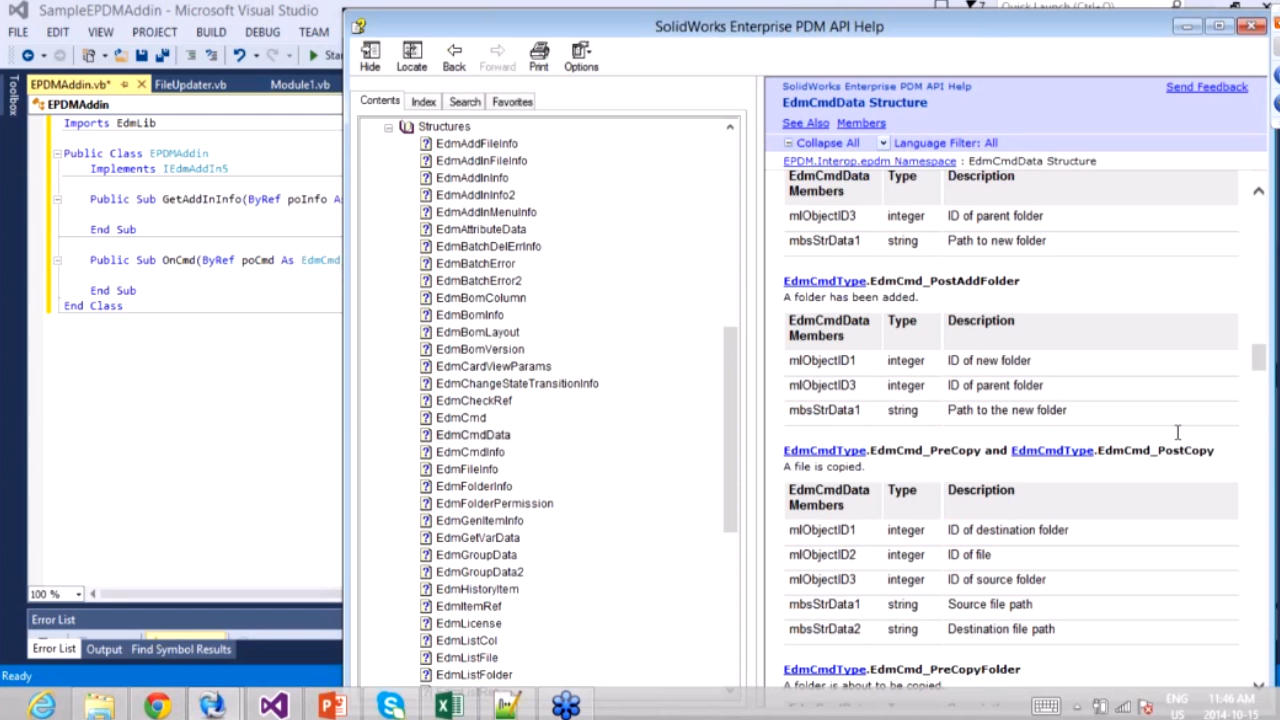 SampleEPDMAddin - Microsoft Visual Studio
FILE EDIT VIEW PROJECT BUILD DEBUG TEAM
EPDMAddin.vb* FileUpdater.vb Module1.vb
EPDMAddin
Toolbox
Imports EdmLib
Public Class EPDMAddin
Implements IEdmAddIn5
Public Sub GetAddInInfo(ByRef poInfo As
End Sub
Public Sub OnCmd(ByRef poCmd As EdmCmd
End Sub
End Class
100 %
Error List
Error List Output Find Symbol Results
Ready
SolidWorks Enterprise PDM API Help
Hide Locate Back Forward Print Options
Contents Index Search Favorites
Structures
EdmAddFileInfo
EdmAddInFileInfo
EdmAddInInfo
EdmAddInInfo2
EdmAddInMenuInfo
EdmAttributeData
EdmBatchDelErrInfo
EdmBatchError
EdmBatchError2
EdmBomColumn
EdmBomInfo
EdmBomLayout
EdmBomVersion
EdmCardViewParams
EdmChangeStateTransitionInfo
EdmCheckRef
EdmCmd
EdmCmdData
EdmCmdInfo
EdmFileInfo
EdmFolderInfo
EdmFolderPermission
EdmGenItemInfo
EdmGetVarData
EdmGroupData
EdmGroupData2
EdmHistoryItem
EdmItemRef
EdmLicense
EdmListCol
EdmListFile
EdmListFolder
SolidWorks Enterprise PDM API Help Send Feedback
EdmCmdData Structure
See Also Members
Collapse All Language Filter: All
EPDM.Interop.epdm Namespace : EdmCmdData Structure
EdmCmdData Members Type Description
mlObjectID3 integer ID of parent folder
mbsStrData1 string Path to new folder
EdmCmdType.EdmCmd_PostAddFolder
A folder has been added.
EdmCmdData Members Type Description
mlObjectID1 integer ID of new folder
mlObjectID3 integer ID of parent folder
mbsStrData1 string Path to the new folder
EdmCmdType.EdmCmd_PreCopy and EdmCmdType.EdmCmd_PostCopy
A file is copied.
EdmCmdData Members Type Description
mlObjectID1 integer ID of destination folder
mlObjectID2 integer ID of file
mlObjectID3 integer ID of source folder
mbsStrData1 string Source file path
mbsStrData2 string Destination file path
EdmCmdType.EdmCmd_PreCopyFolder
A folder is about to be copied.
ENG 11:46 AM
US 2014-10-15